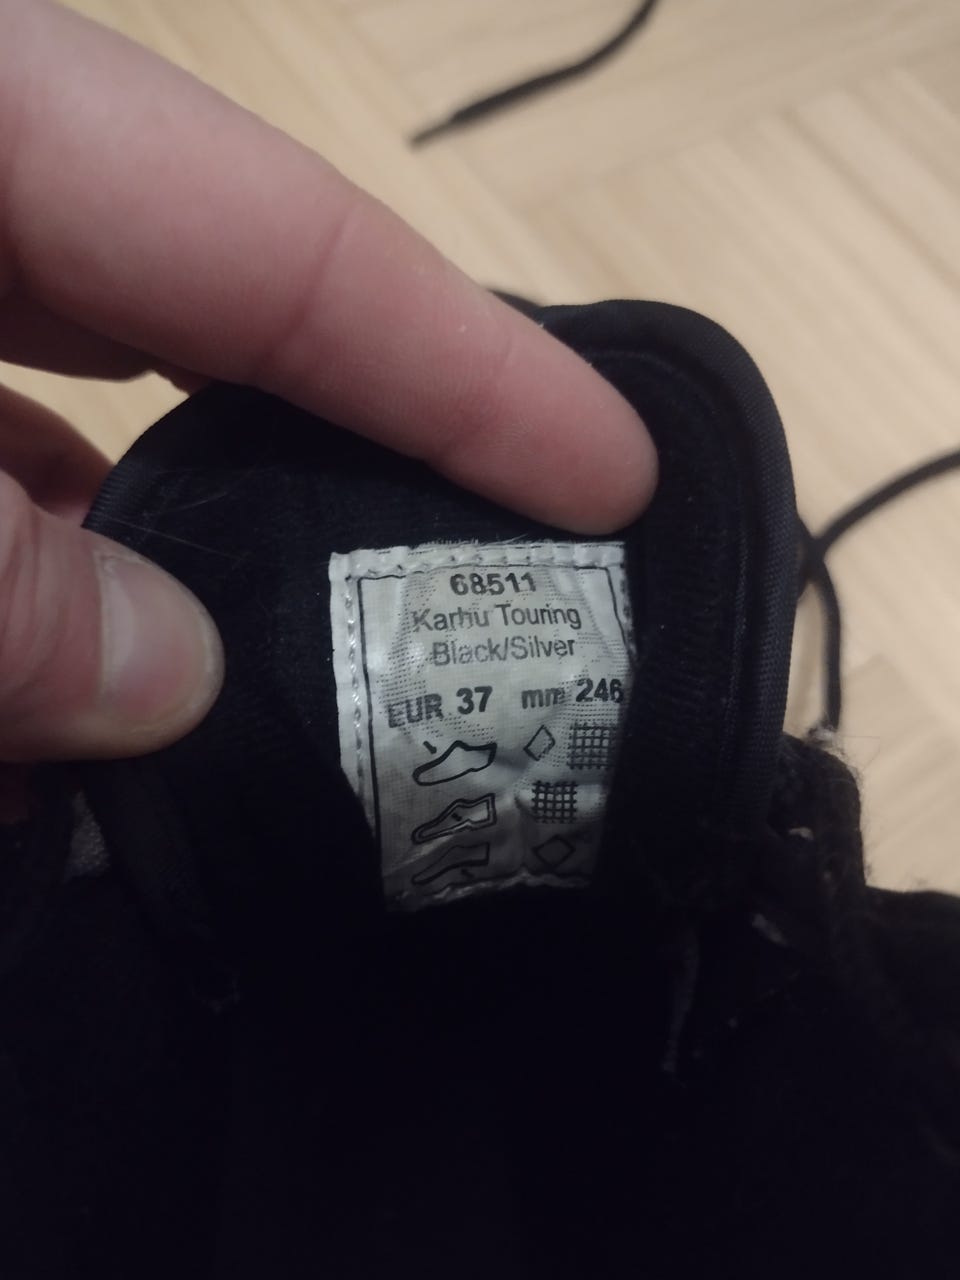 68511
Karhu Touring
Black/Silver
EUR 37 mm 246